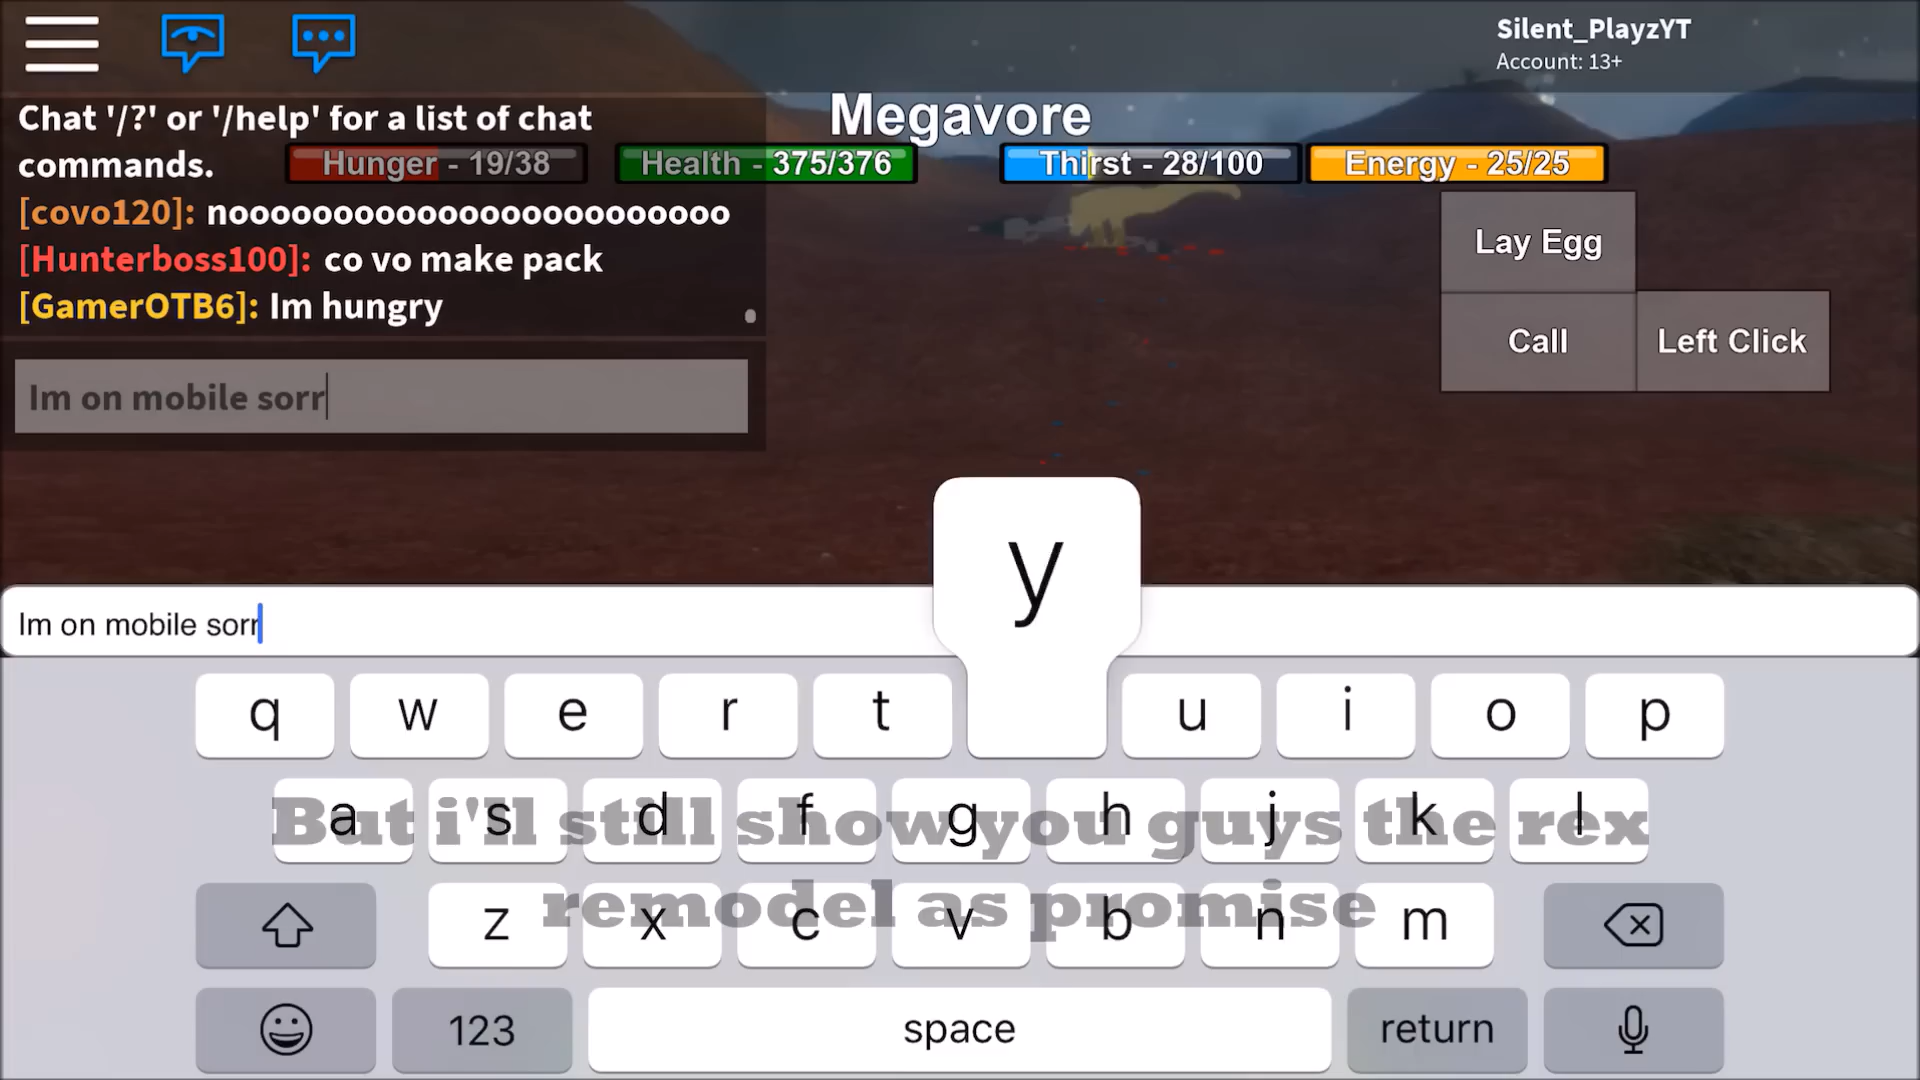 Silent_PlayzYT
Account: 13+
Chat '/?' or '/help' for a list of chat
commands.
[covo120]: noooooooooooooooooooooooo
[Hunterboss100]: co vo make pack
[GamerOTB6]: Im hungry
Im on mobile sorr
Megavore
Hunger - 19/38
Health - 375/376
Thirst - 28/100
Energy - 25/25
Lay Egg
Call
Left Click
Im on mobile sorr
y
q w e r t u i o p
a s d f g h j k l
But i'll still show you guys the rex
z x c v b n m
remodel as promise
123 space return